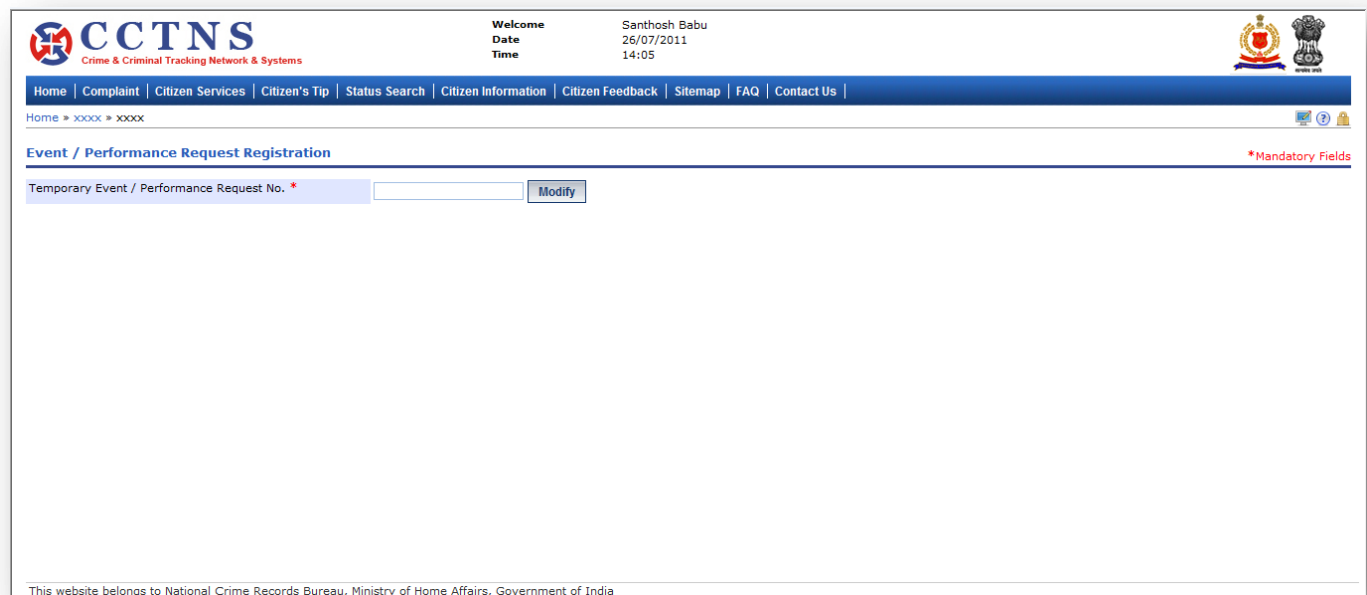 CCTNS
Crime & Criminal Tracking Network & Systems
Welcome Santhosh Babu
Date 26/07/2011
Time 14:05
Home | Complaint | Citizen Services | Citizen's Tip | Status Search | Citizen Information | Citizen Feedback | Sitemap | FAQ | Contact Us |
Home » xxxx » xxxx
Event / Performance Request Registration
*Mandatory Fields
Temporary Event / Performance Request No. *
Modify
This website belongs to National Crime Records Bureau, Ministry of Home Affairs, Government of India